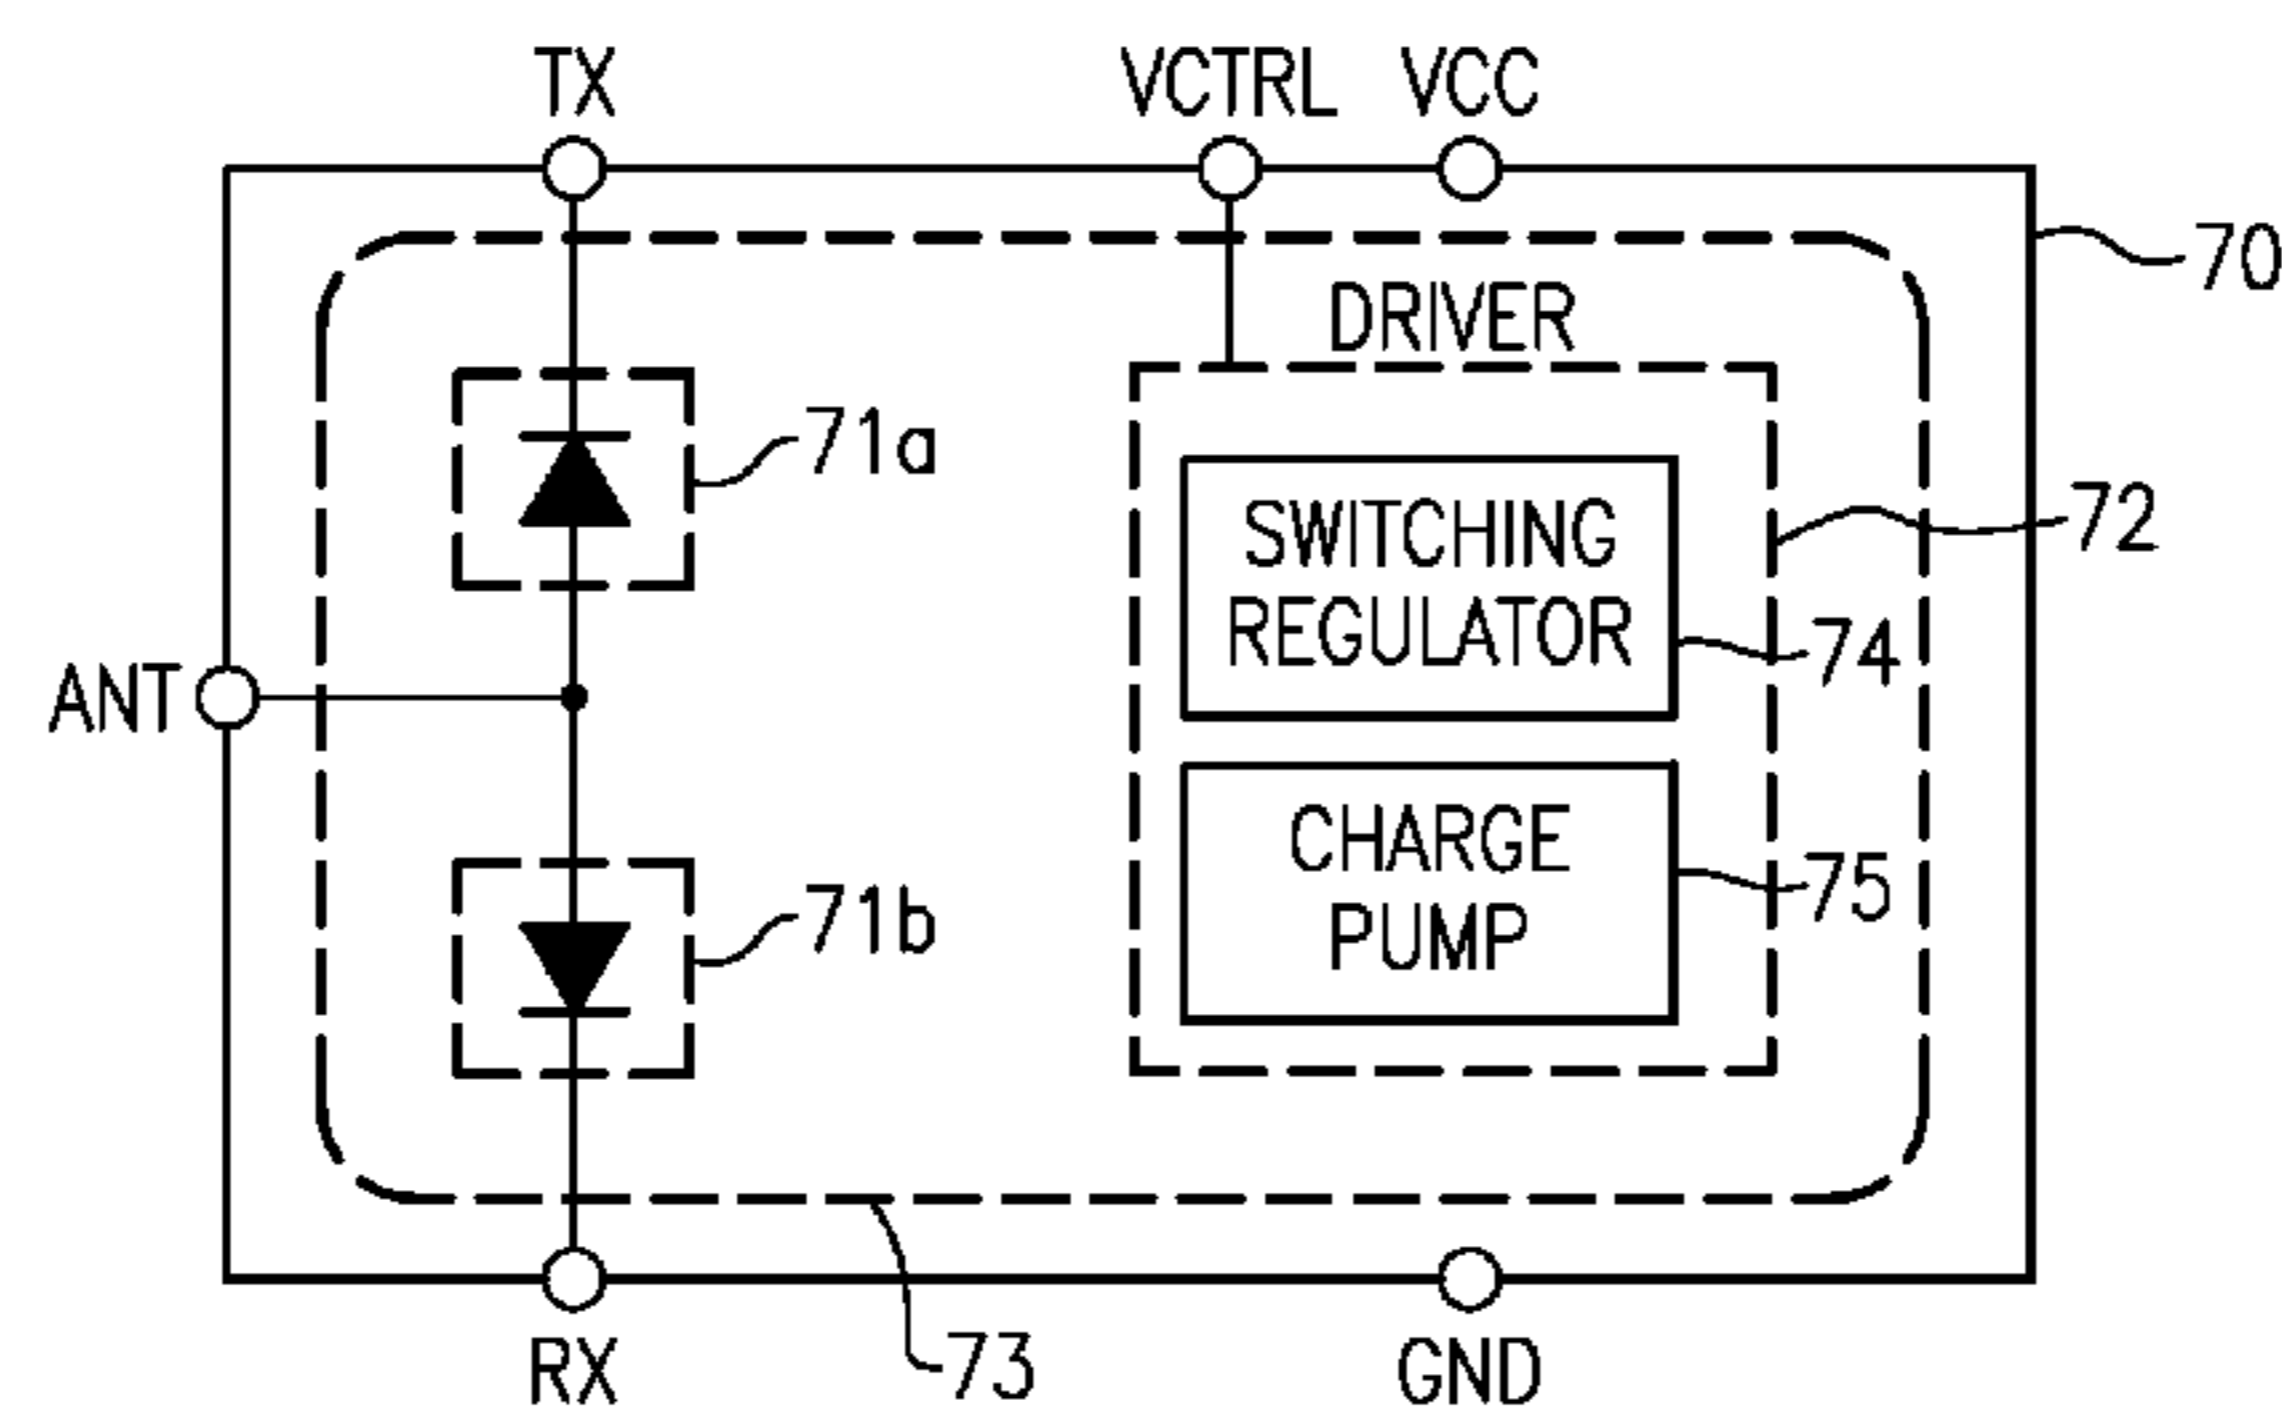 TX
VCTRL
VCC
70
DRIVER
71a
SWITCHING
REGULATOR
72
74
ANT
CHARGE
PUMP
75
71b
RX
73
GND